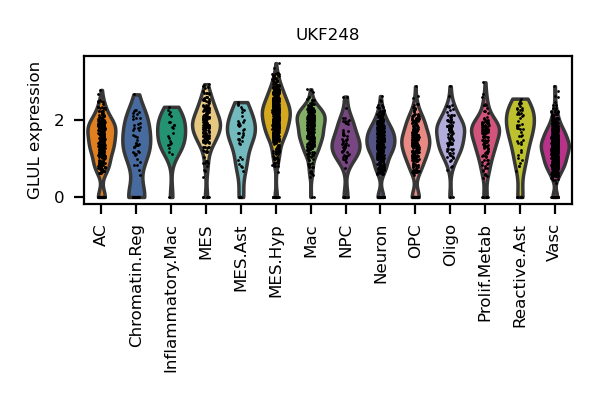 UKF248
GLUL expression
2
0
AC
Chromatin.Reg
Inflammatory.Mac
MES
MES.Ast
MES.Hyp
Mac
NPC
Neuron
OPC
Oligo
Prolif.Metab
Reactive.Ast
Vasc